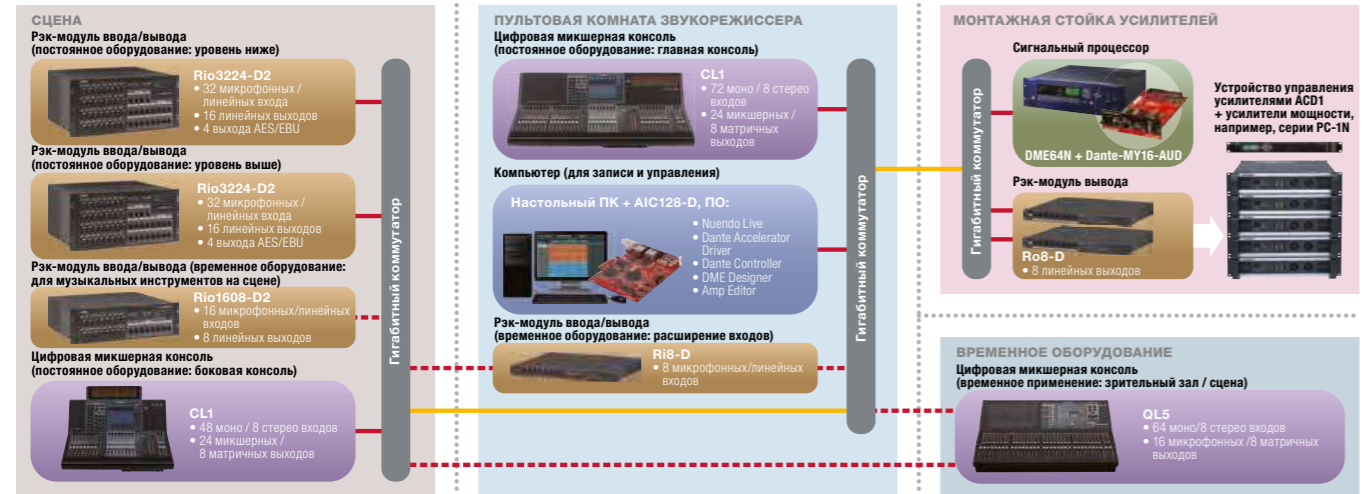 СЦЕНА
Рэк-модуль ввода/вывода
(постоянное оборудование: уровень ниже)
Rio3224-D2
• 32 микрофонных /
линейных входа
• 16 линейных выходов
• 4 выхода AES/EBU
Рэк-модуль ввода/вывода
(постоянное оборудование: уровень выше)
Rio3224-D2
• 32 микрофонных /
линейных входа
• 16 линейных выходов
• 4 выхода AES/EBU
Рэк-модуль ввода/вывода (временное оборудование:
для музыкальных инструментов на сцене)
Rio1608-D2
• 16 микрофонных/линейных
входов
• 8 линейных выходов
Цифровая микшерная консоль
(постоянное оборудование: боковая консоль)
CL1
• 48 моно / 8 стерео входов
• 24 микшерных /
8 матричных выходов
Гигабитный коммутатор
ПУЛЬТОВАЯ КОМНАТА ЗВУКОРЕЖИССЕРА
Цифровая микшерная консоль
(постоянное оборудование: главная консоль)
CL1
• 72 моно / 8 стерео
входов
• 24 микшерных /
8 матричных
выходов
Компьютер (для записи и управления)
Настольный ПК + AIC128-D, ПО:
• Nuendo Live
• Dante Accelerator
Driver
• Dante Controller
• DME Designer
• Amp Editor
Рэк-модуль ввода/вывода
(временное оборудование: расширение входов)
Ri8-D
• 8 микрофонных/линейных
входов
Гигабитный коммутатор
МОНТАЖНАЯ СТОЙКА УСИЛИТЕЛЕЙ
Гигабитный коммутатор
Сигнальный процессор
DME64N + Dante-MY16-AUD
Рэк-модуль вывода
Ro8-D
• 8 линейных выходов
Устройство управления
усилителями ACD1
+ усилители мощности,
например, серии PC-1N
ВРЕМЕННОЕ ОБОРУДОВАНИЕ
Цифровая микшерная консоль
(временное применение: зрительный зал / сцена)
QL5
• 64 моно/8 стерео входов
• 16 микрофонных /8 матричных
выходов